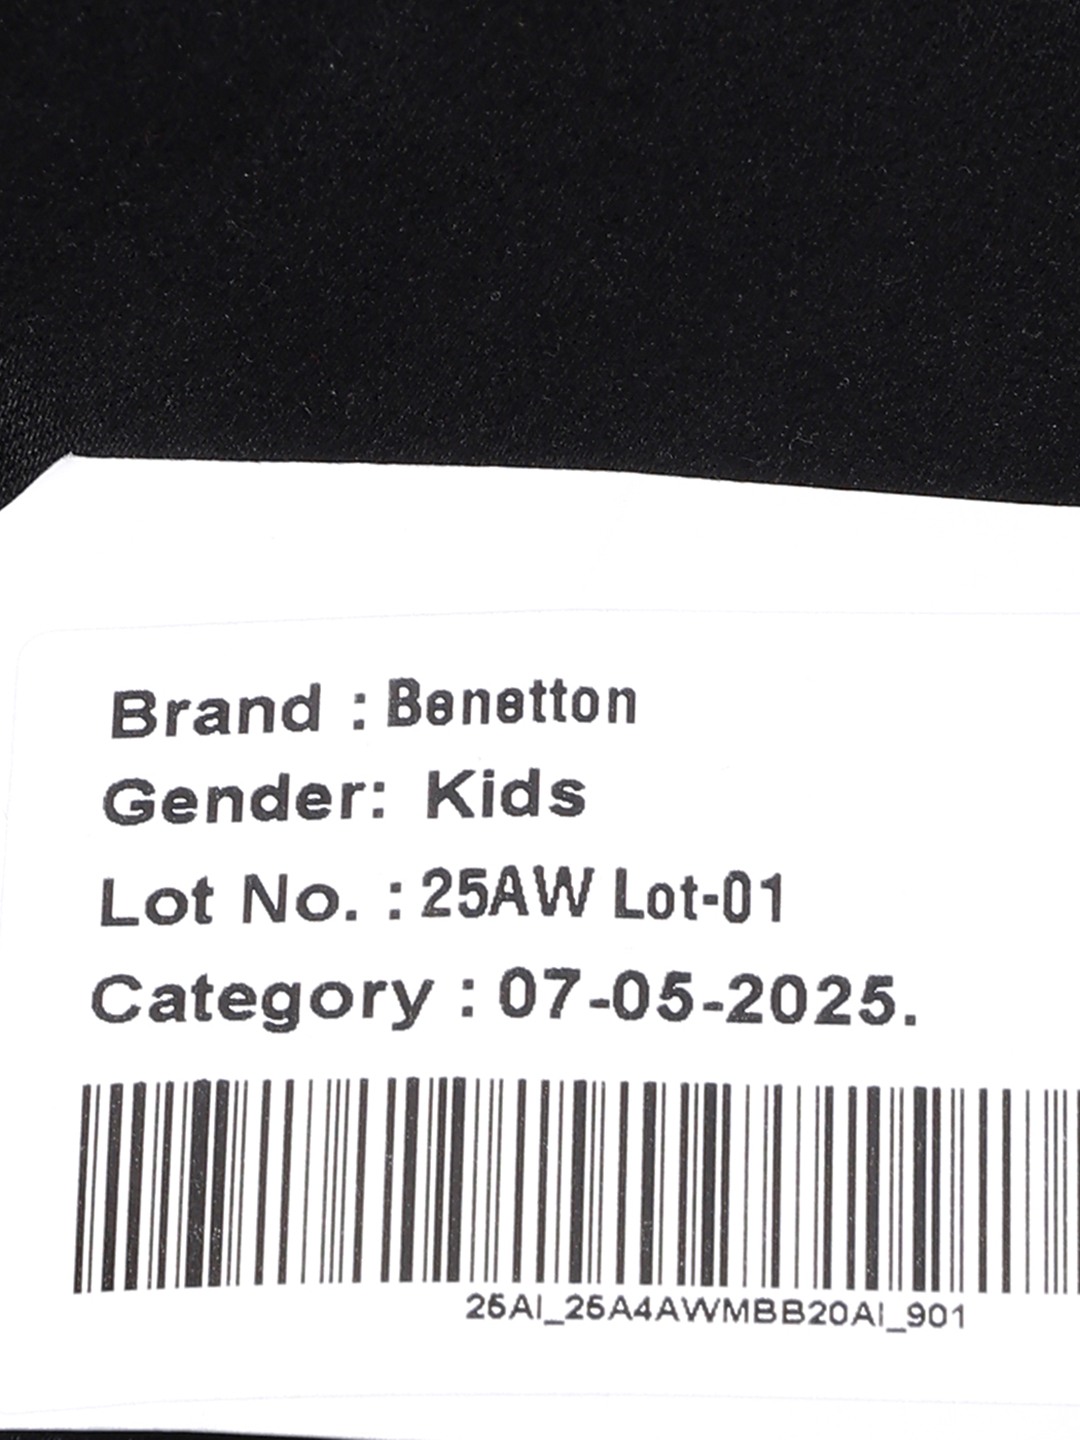 Brand : Benetton
Gender: Kids
Lot No. : 25AW Lot-01
Category : 07-05-2025.
25AI_25A4AWMBB20AI_901